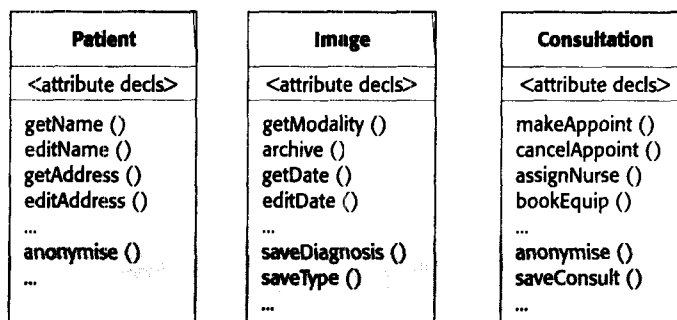 Patient
<attribute decls>
getName ()
editName ()
getAddress ()
editAddress ()
...
anonymise ()
...
Image
<attribute decls>
getModality ()
archive ()
getDate ()
editDate ()
...
saveDiagnosis ()
saveType ()
...
Consultation
<attribute decls>
makeAppoint ()
cancelAppoint ()
assignNurse ()
bookEquip ()
...
anonymise ()
saveConsult ()
...